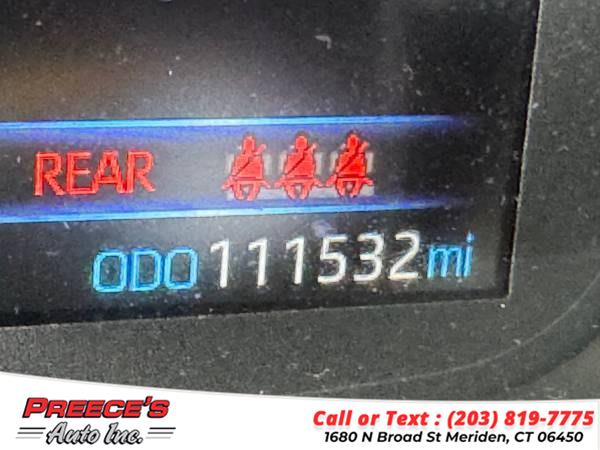 REAR
ODO 111532 mi
PREECE'S
Auto Inc.
Call or Text : (203) 819-7775
1680 N Broad St Meriden, CT 06450